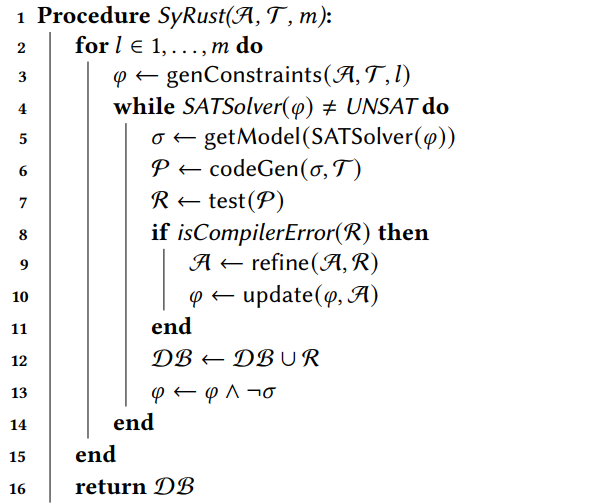 1 Procedure SyRust(𝒜, 𝒯, m):
2 for l ∈ 1, . . . , m do
3 φ ← genConstraints(𝒜, 𝒯, l)
4 while SATSolver(φ) ≠ UNSAT do
5 σ ← getModel(SATSolver(φ))
6 𝒫 ← codeGen(σ, 𝒯)
7 ℛ ← test(𝒫)
8 if isCompilerError(ℛ) then
9 𝒜 ← refine(𝒜, ℛ)
10 φ ← update(φ, 𝒜)
11 end
12 𝒟ℬ ← 𝒟ℬ ∪ ℛ
13 φ ← φ ∧ ¬σ
14 end
15 end
16 return 𝒟ℬ